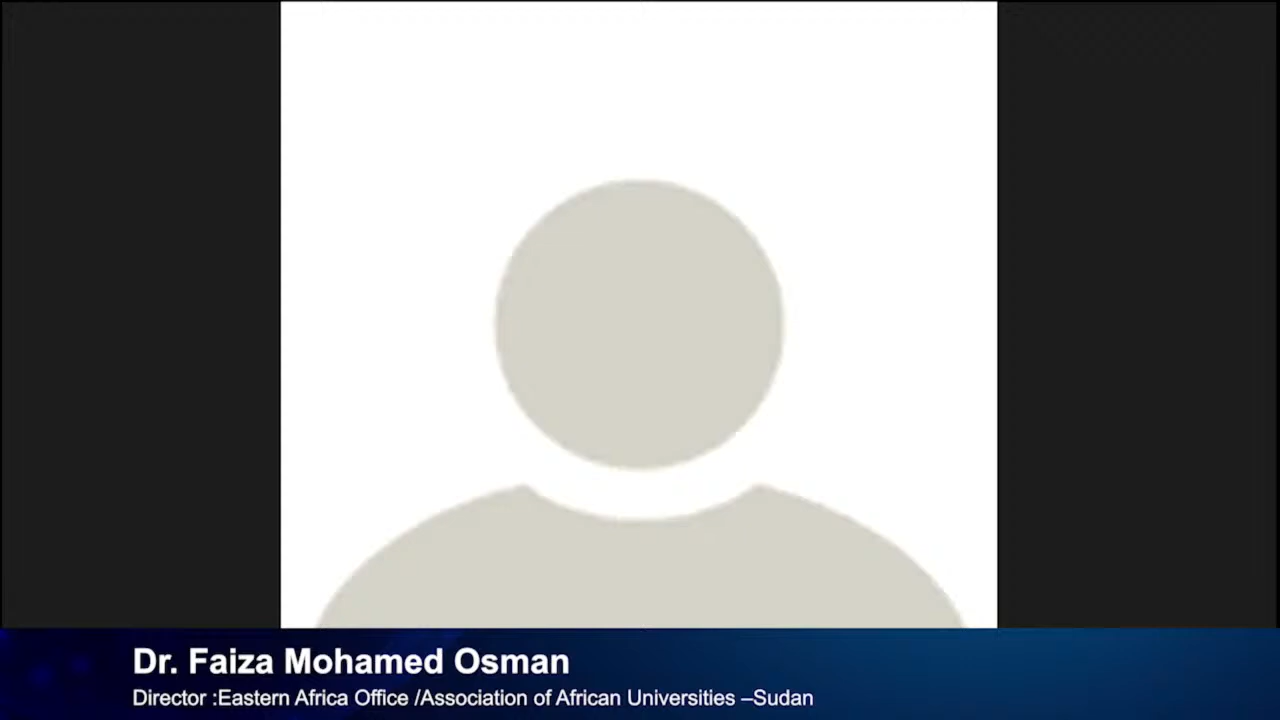 Dr. Faiza Mohamed Osman
Director :Eastern Africa Office /Association of African Universities –Sudan